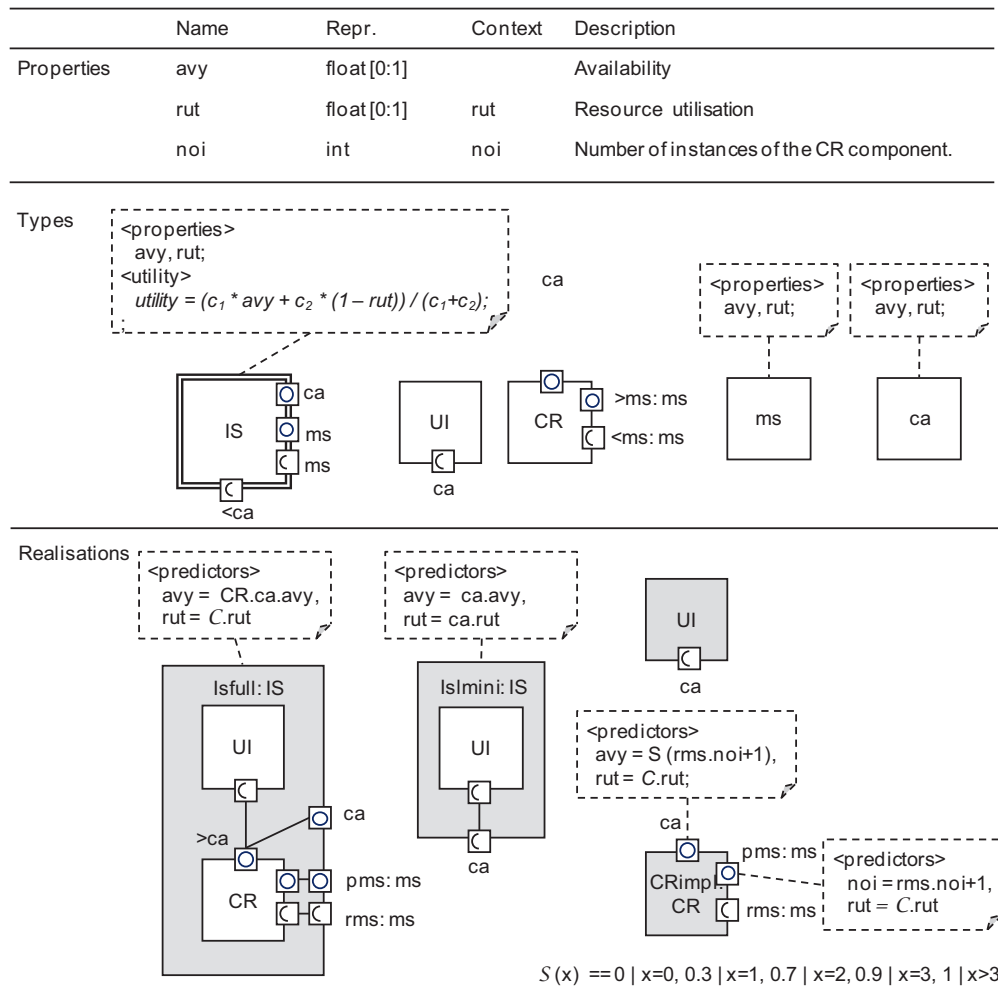 Name Repr. Context Description
Properties avy float [0:1] Availability
rut float [0:1] rut Resource utilisation
noi int noi Number of instances of the CR component.
Types
<properties>
avy, rut;
<utility>
utility = (c₁ * avy + c₂ * (1 – rut)) / (c₁+c₂);
:
ca
<properties>
avy, rut;
<properties>
avy, rut;
IS
ca
ms
ms
<ca
UI
ca
CR
>ms: ms
<ms: ms
ms
ca
Realisations
<predictors>
avy = CR.ca.avy,
rut = C.rut
<predictors>
avy = ca.avy,
rut = ca.rut
UI
ca
Isfull: IS
UI
>ca
ca
CR
pms: ms
rms: ms
IsImini: IS
UI
ca
<predictors>
avy = S (rms.noi+1),
rut = C.rut;
ca
CRimpl:
CR
pms: ms
rms: ms
<predictors>
noi = rms.noi+1,
rut = C.rut
S (x) == 0 | x=0, 0.3 | x=1, 0.7 | x=2, 0.9 | x=3, 1 | x>3